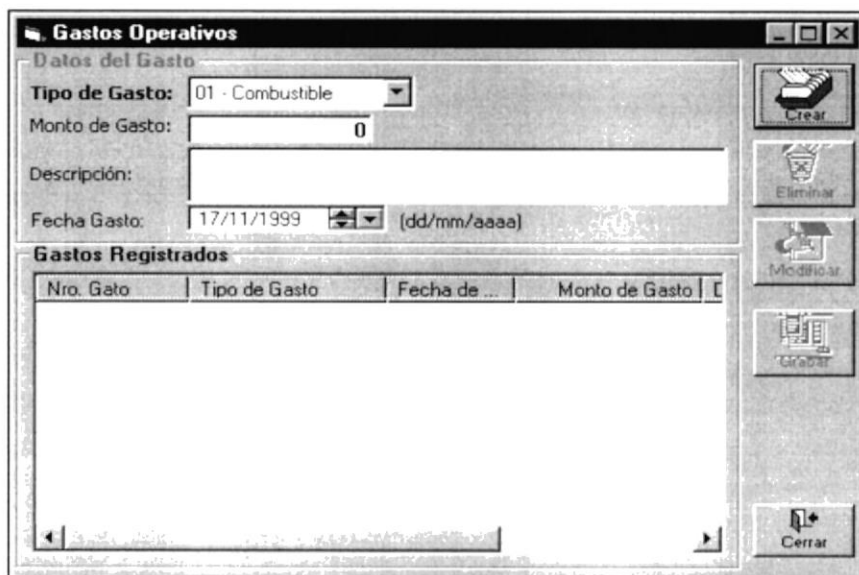 Gastos Operativos
Datos del Gasto
Tipo de Gasto: 01 - Combustible
Monto de Gasto: 0
Descripción:
Fecha Gasto: 17/11/1999 (dd/mm/aaaa)
Gastos Registrados
Nro. Gato Tipo de Gasto Fecha de ... Monto de Gasto D
Crear
Eliminar
Modificar
Grabar
Cerrar